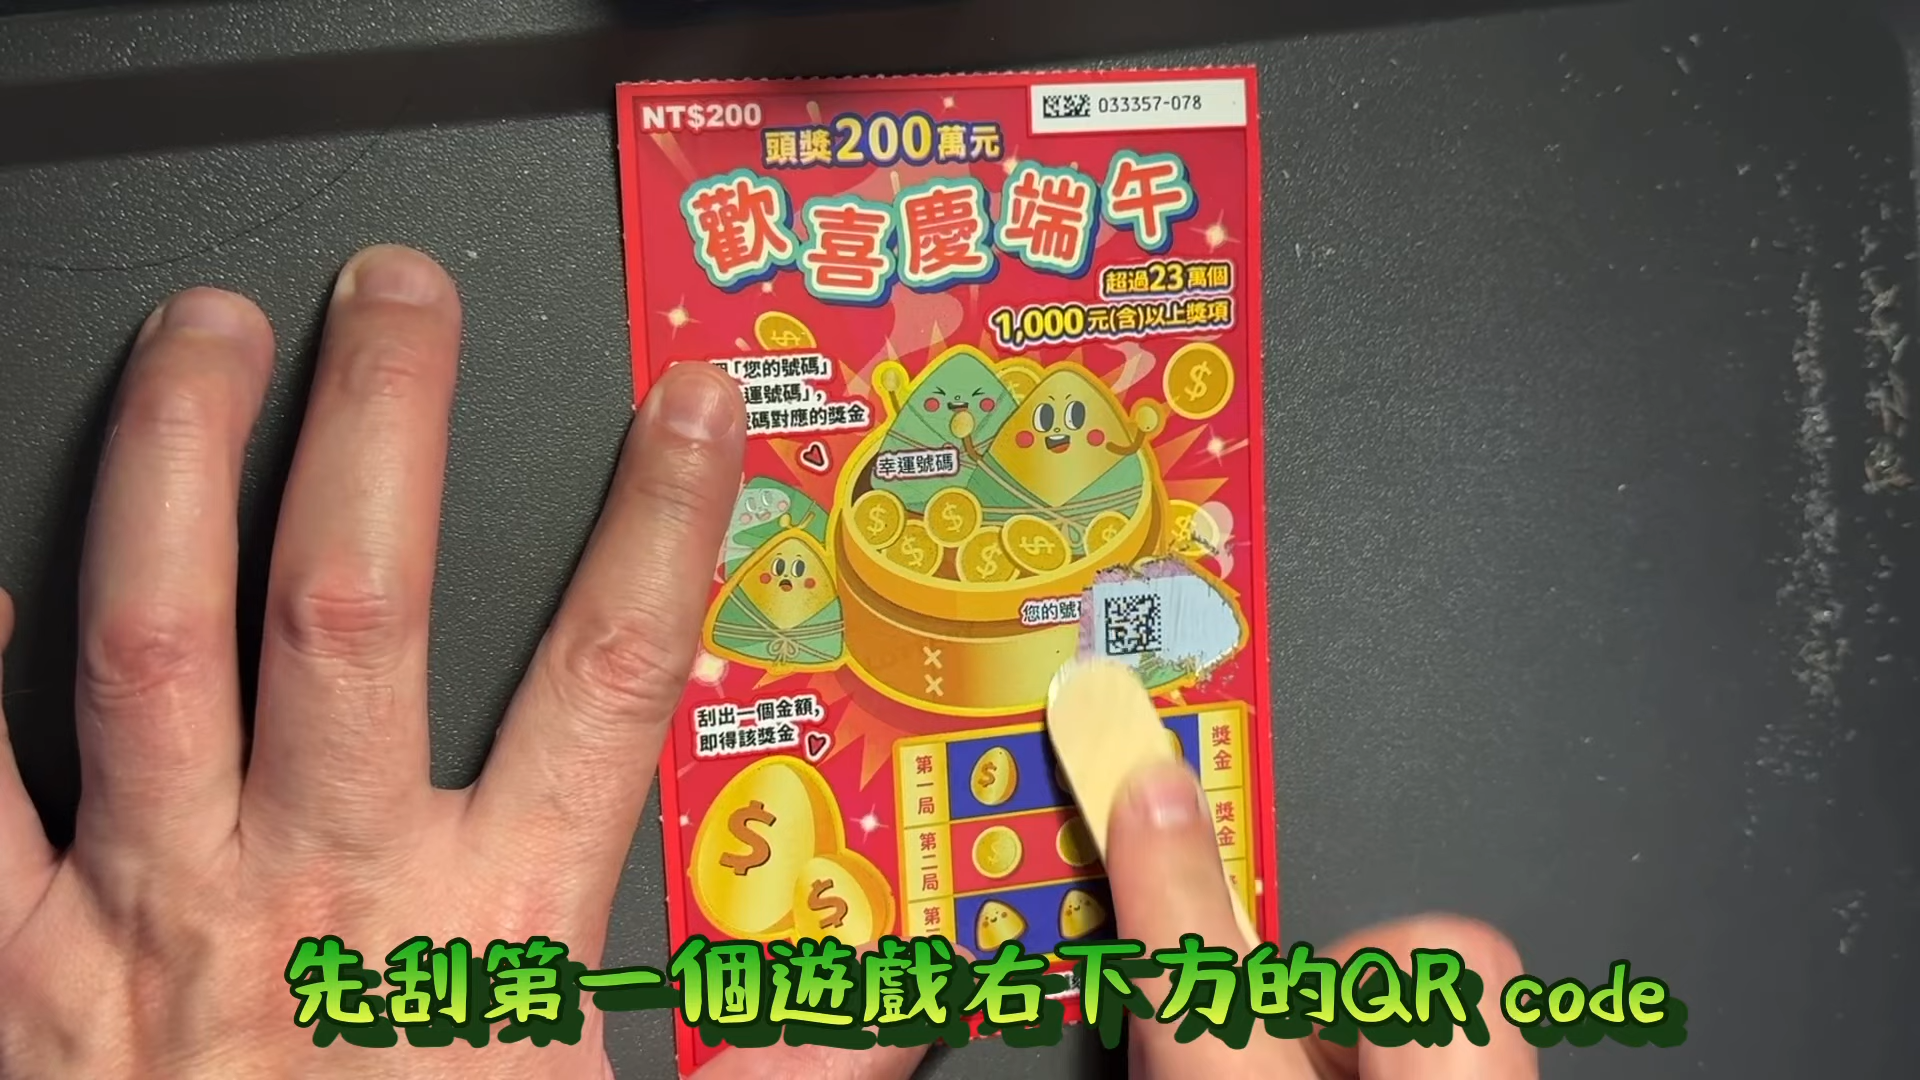 NT$200
033357-078
頭獎200萬元
歡喜慶端午
超過23萬個
1,000元(含)以上獎項
「您的號碼」
運號碼」,
號碼對應的獎金
幸運號碼
您的號
刮出一個金額,
即得該獎金
第一局
獎金
第二局
獎金
第
先刮第一個遊戲右下方的QR code